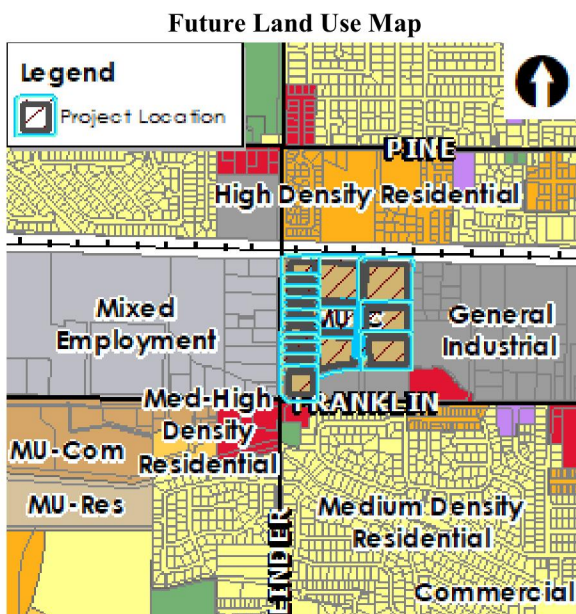 Future Land Use Map
Legend
Project Location
PINE
High Density Residential
Mixed
Employment
General
Industrial
Med-High
Density
Residential
FRANKLIN
MU-Com
MU-Res
Medium Density
Residential
Commercial